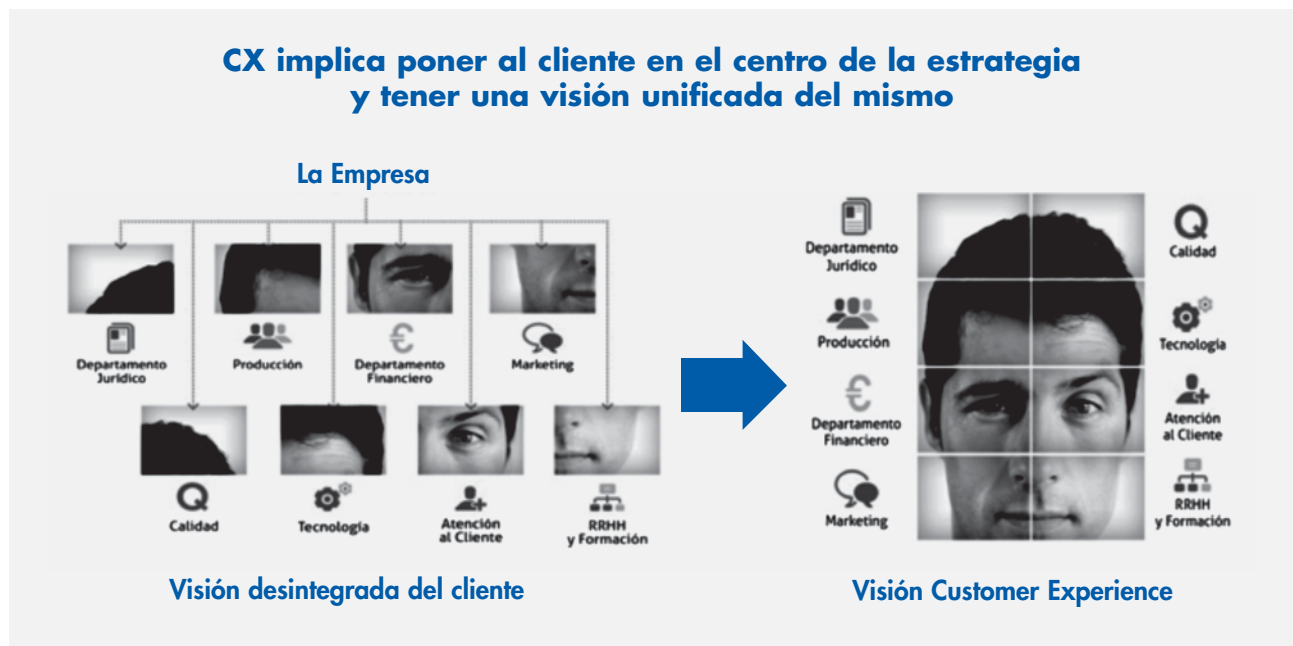 CX implica poner al cliente en el centro de la estrategia
y tener una visión unificada del mismo
La Empresa
Departamento
Jurídico
Producción
Departamento
Financiero
Marketing
Calidad
Tecnología
Atención
al Cliente
RRHH
y Formación
Visión desintegrada del cliente
Departamento
Jurídico
Producción
Departamento
Financiero
Marketing
Calidad
Tecnología
Atención
al Cliente
RRHH
y Formación
Visión Customer Experience